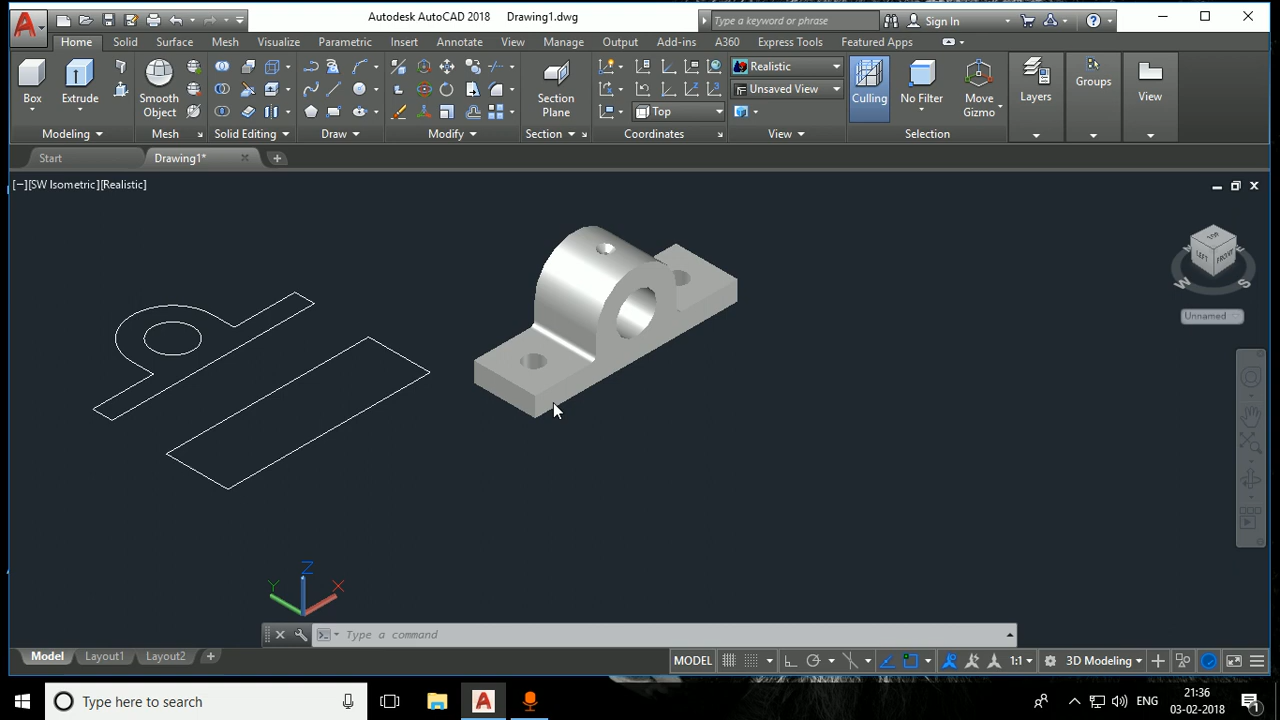 Autodesk AutoCAD 2018 Drawing1.dwg
Type a keyword or phrase
Sign In
Home Solid Surface Mesh Visualize Parametric Insert Annotate View Manage Output Add-ins A360 Express Tools Featured Apps
Realistic
Unsaved View
Top
Box
Extrude
Smooth
Object
Section
Plane
Culling
No Filter
Move
Gizmo
Layers
Groups
View
Modeling
Mesh
Solid Editing
Draw
Modify
Section
Coordinates
View
Selection
Start
Drawing1*
[−][SW Isometric][Realistic]
TOP
LEFT
FRONT
W
S
Unnamed
Z
Y
X
Type a command
Model
Layout1
Layout2
MODEL
1:1
3D Modeling
Type here to search
ENG
21:36
03-02-2018
1